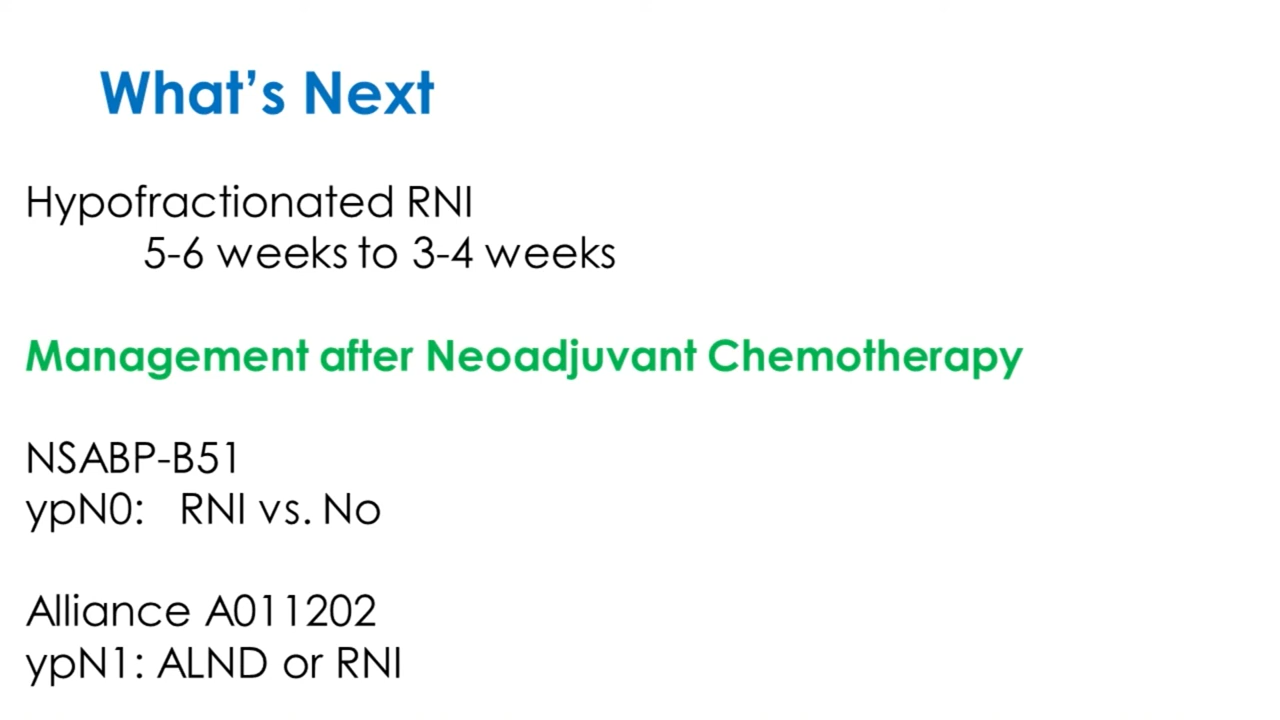 What’s Next
Hypofractionated RNI
5-6 weeks to 3-4 weeks
Management after Neoadjuvant Chemotherapy
NSABP-B51
ypN0: RNI vs. No
Alliance A011202
ypN1: ALND or RNI